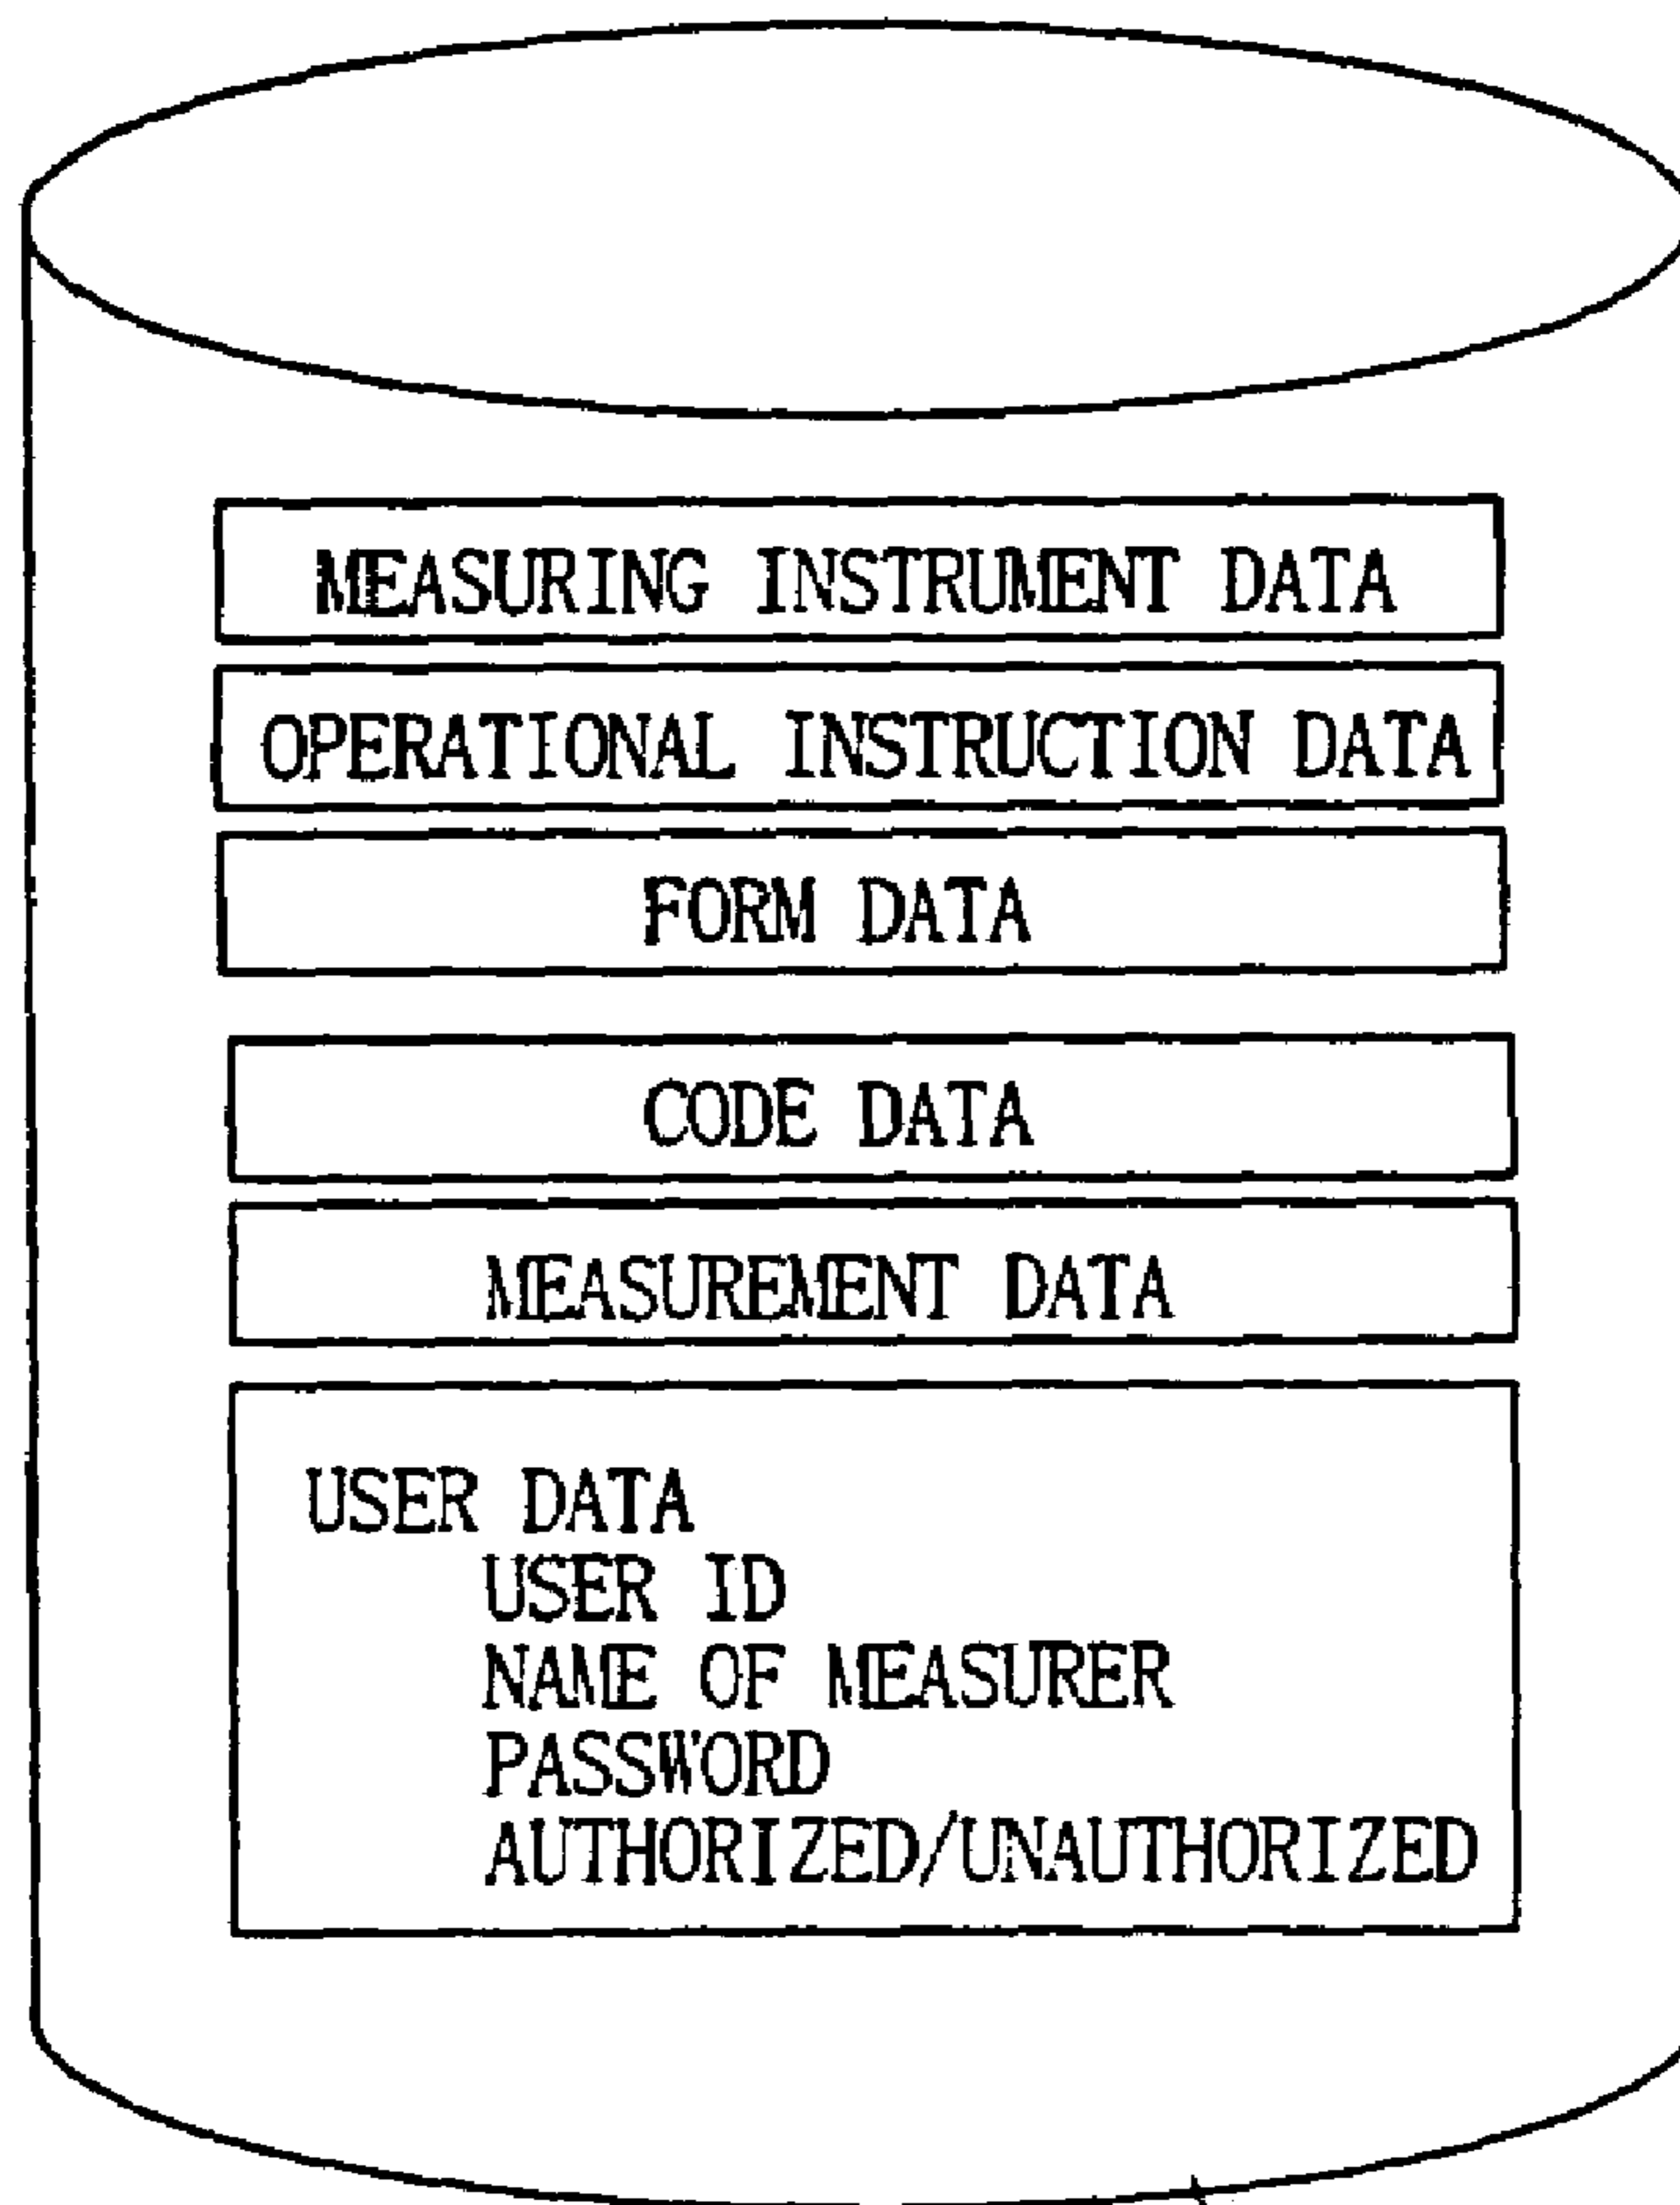 MEASURING INSTRUMENT DATA
OPERATIONAL INSTRUCTION DATA
FORM DATA
CODE DATA
MEASUREMENT DATA
USER DATA
USER ID
NAME OF MEASURER
PASSWORD
AUTHORIZED/UNAUTHORIZED